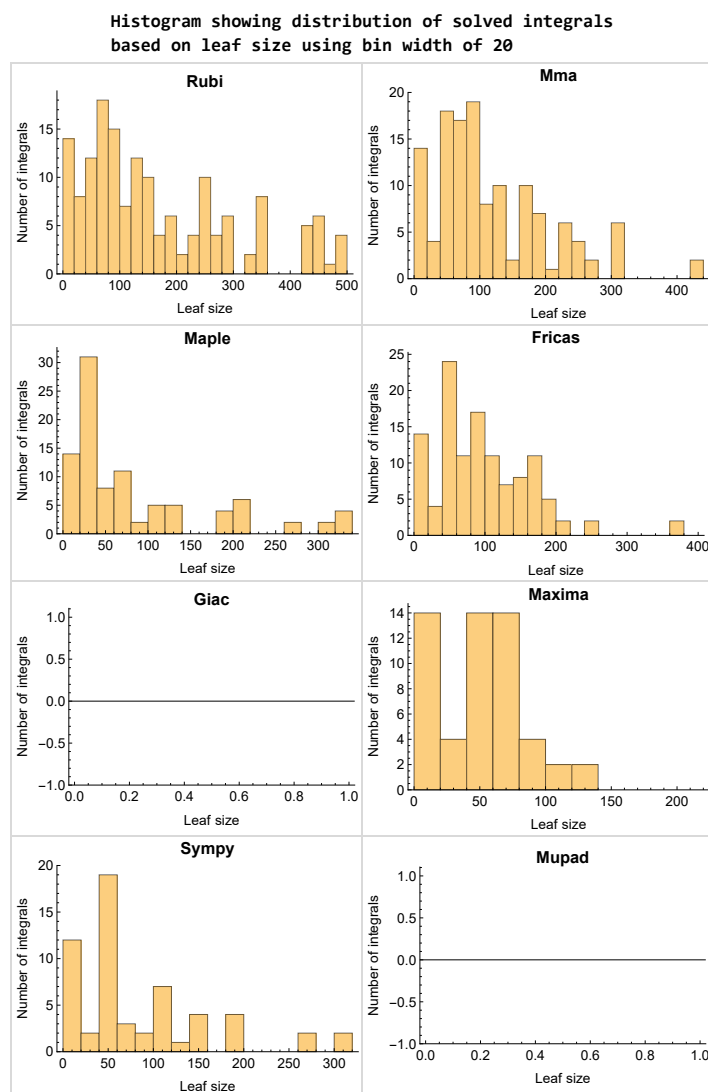 Histogram showing distribution of solved integrals
based on leaf size using bin width of 20
Rubi
Number of integrals
15
10
5
0
0 100 200 300 400 500
Leaf size
Mma
Number of integrals
20
15
10
5
0
0 100 200 300 400
Leaf size
Maple
Number of integrals
30
25
20
15
10
5
0
0 50 100 150 200 250 300
Leaf size
Fricas
Number of integrals
25
20
15
10
5
0
0 100 200 300 400
Leaf size
Giac
Number of integrals
1.0
0.5
0.0
−0.5
−1.0
0.0 0.2 0.4 0.6 0.8 1.0
Leaf size
Maxima
Number of integrals
14
12
10
8
6
4
2
0
0 50 100 150 200
Leaf size
Sympy
Number of integrals
20
15
10
5
0
0 50 100 150 200 250 300
Leaf size
Mupad
Number of integrals
1.0
0.5
0.0
−0.5
−1.0
0.0 0.2 0.4 0.6 0.8 1.0
Leaf size